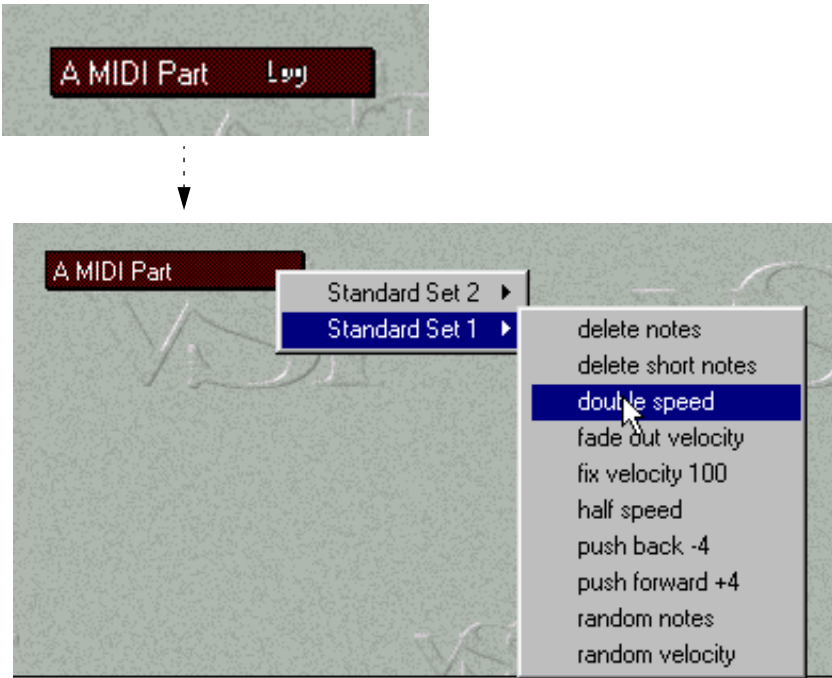 A MIDI Part
A MIDI Part
Standard Set 2
Standard Set 1
delete notes
delete short notes
double speed
fade out velocity
fix velocity 100
half speed
push back -4
push forward +4
random notes
random velocity